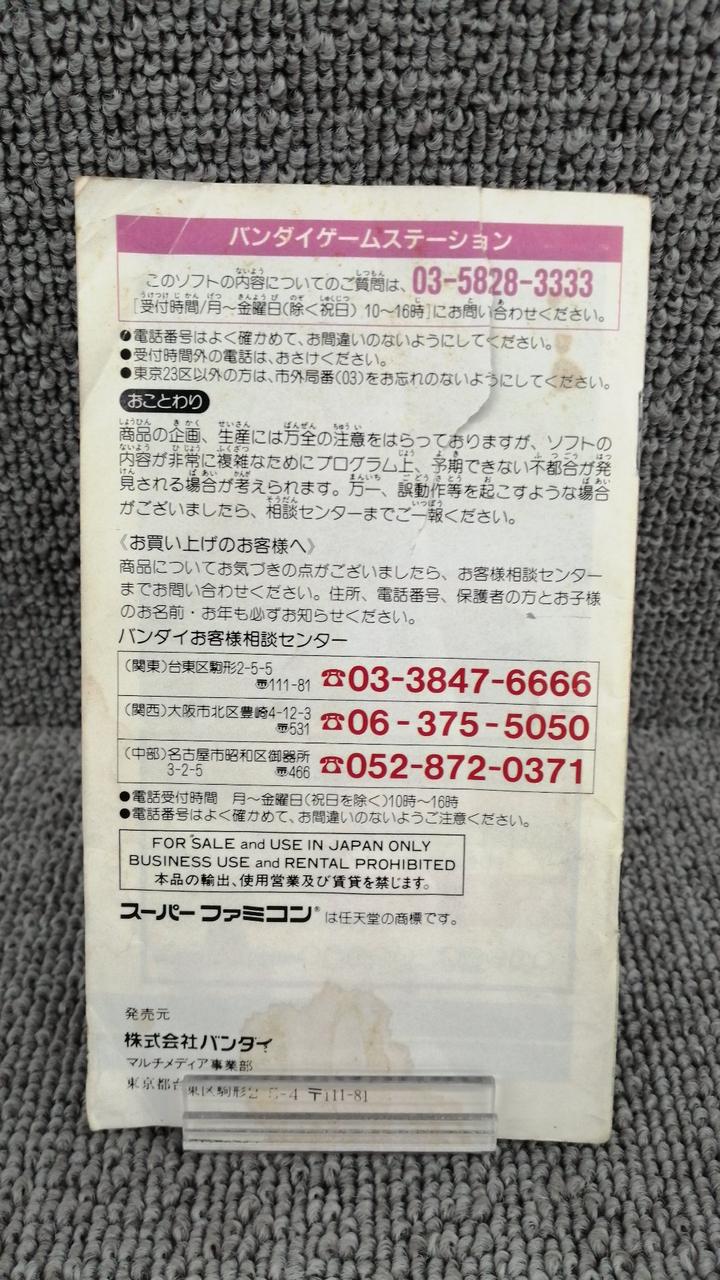 バンダイゲームステーション
このソフトの内容についてのご質問は、03-5828-3333
[受付時間/月～金曜日(除く祝日) 10～16時]にお問い合わせください。
●電話番号はよく確かめて、お間違いのないようにしてください。
●受付時間外の電話は、おさけください。
●東京23区以外の方は、市外局番(03)をお忘れのないようにしてください。
おことわり
商品の企画、生産には万全の注意をはらっておりますが、ソフトの
内容が非常に複雑なためにプログラム上、予期できない不都合が発
見される場合が考えられます。万一、誤動作等を起こすような場合
がございましたら、相談センターまでご一報ください。
《お買い上げのお客様へ》
商品についてお気づきの点がございましたら、お客様相談センター
までお問い合わせください。住所、電話番号、保護者の方とお子様
のお名前・お年も必ずお知らせください。
バンダイお客様相談センター
(関東)台東区駒形2-5-5
〠111-81
☎03-3847-6666
(関西)大阪市北区豊崎4-12-3
〠531
☎06-375-5050
(中部)名古屋市昭和区御器所
3-2-5 〠466
☎052-872-0371
●電話受付時間 月～金曜日(祝日を除く)10時～16時
●電話番号はよく確かめて、お間違いのないようご注意ください。
FOR SALE and USE IN JAPAN ONLY
BUSINESS USE and RENTAL PROHIBITED
本品の輸出、使用営業及び賃貸を禁じます。
スーパーファミコン®は任天堂の商標です。
発売元
株式会社バンダイ
マルチメディア事業部
東京都台東区駒形2-5-4 〒111-81